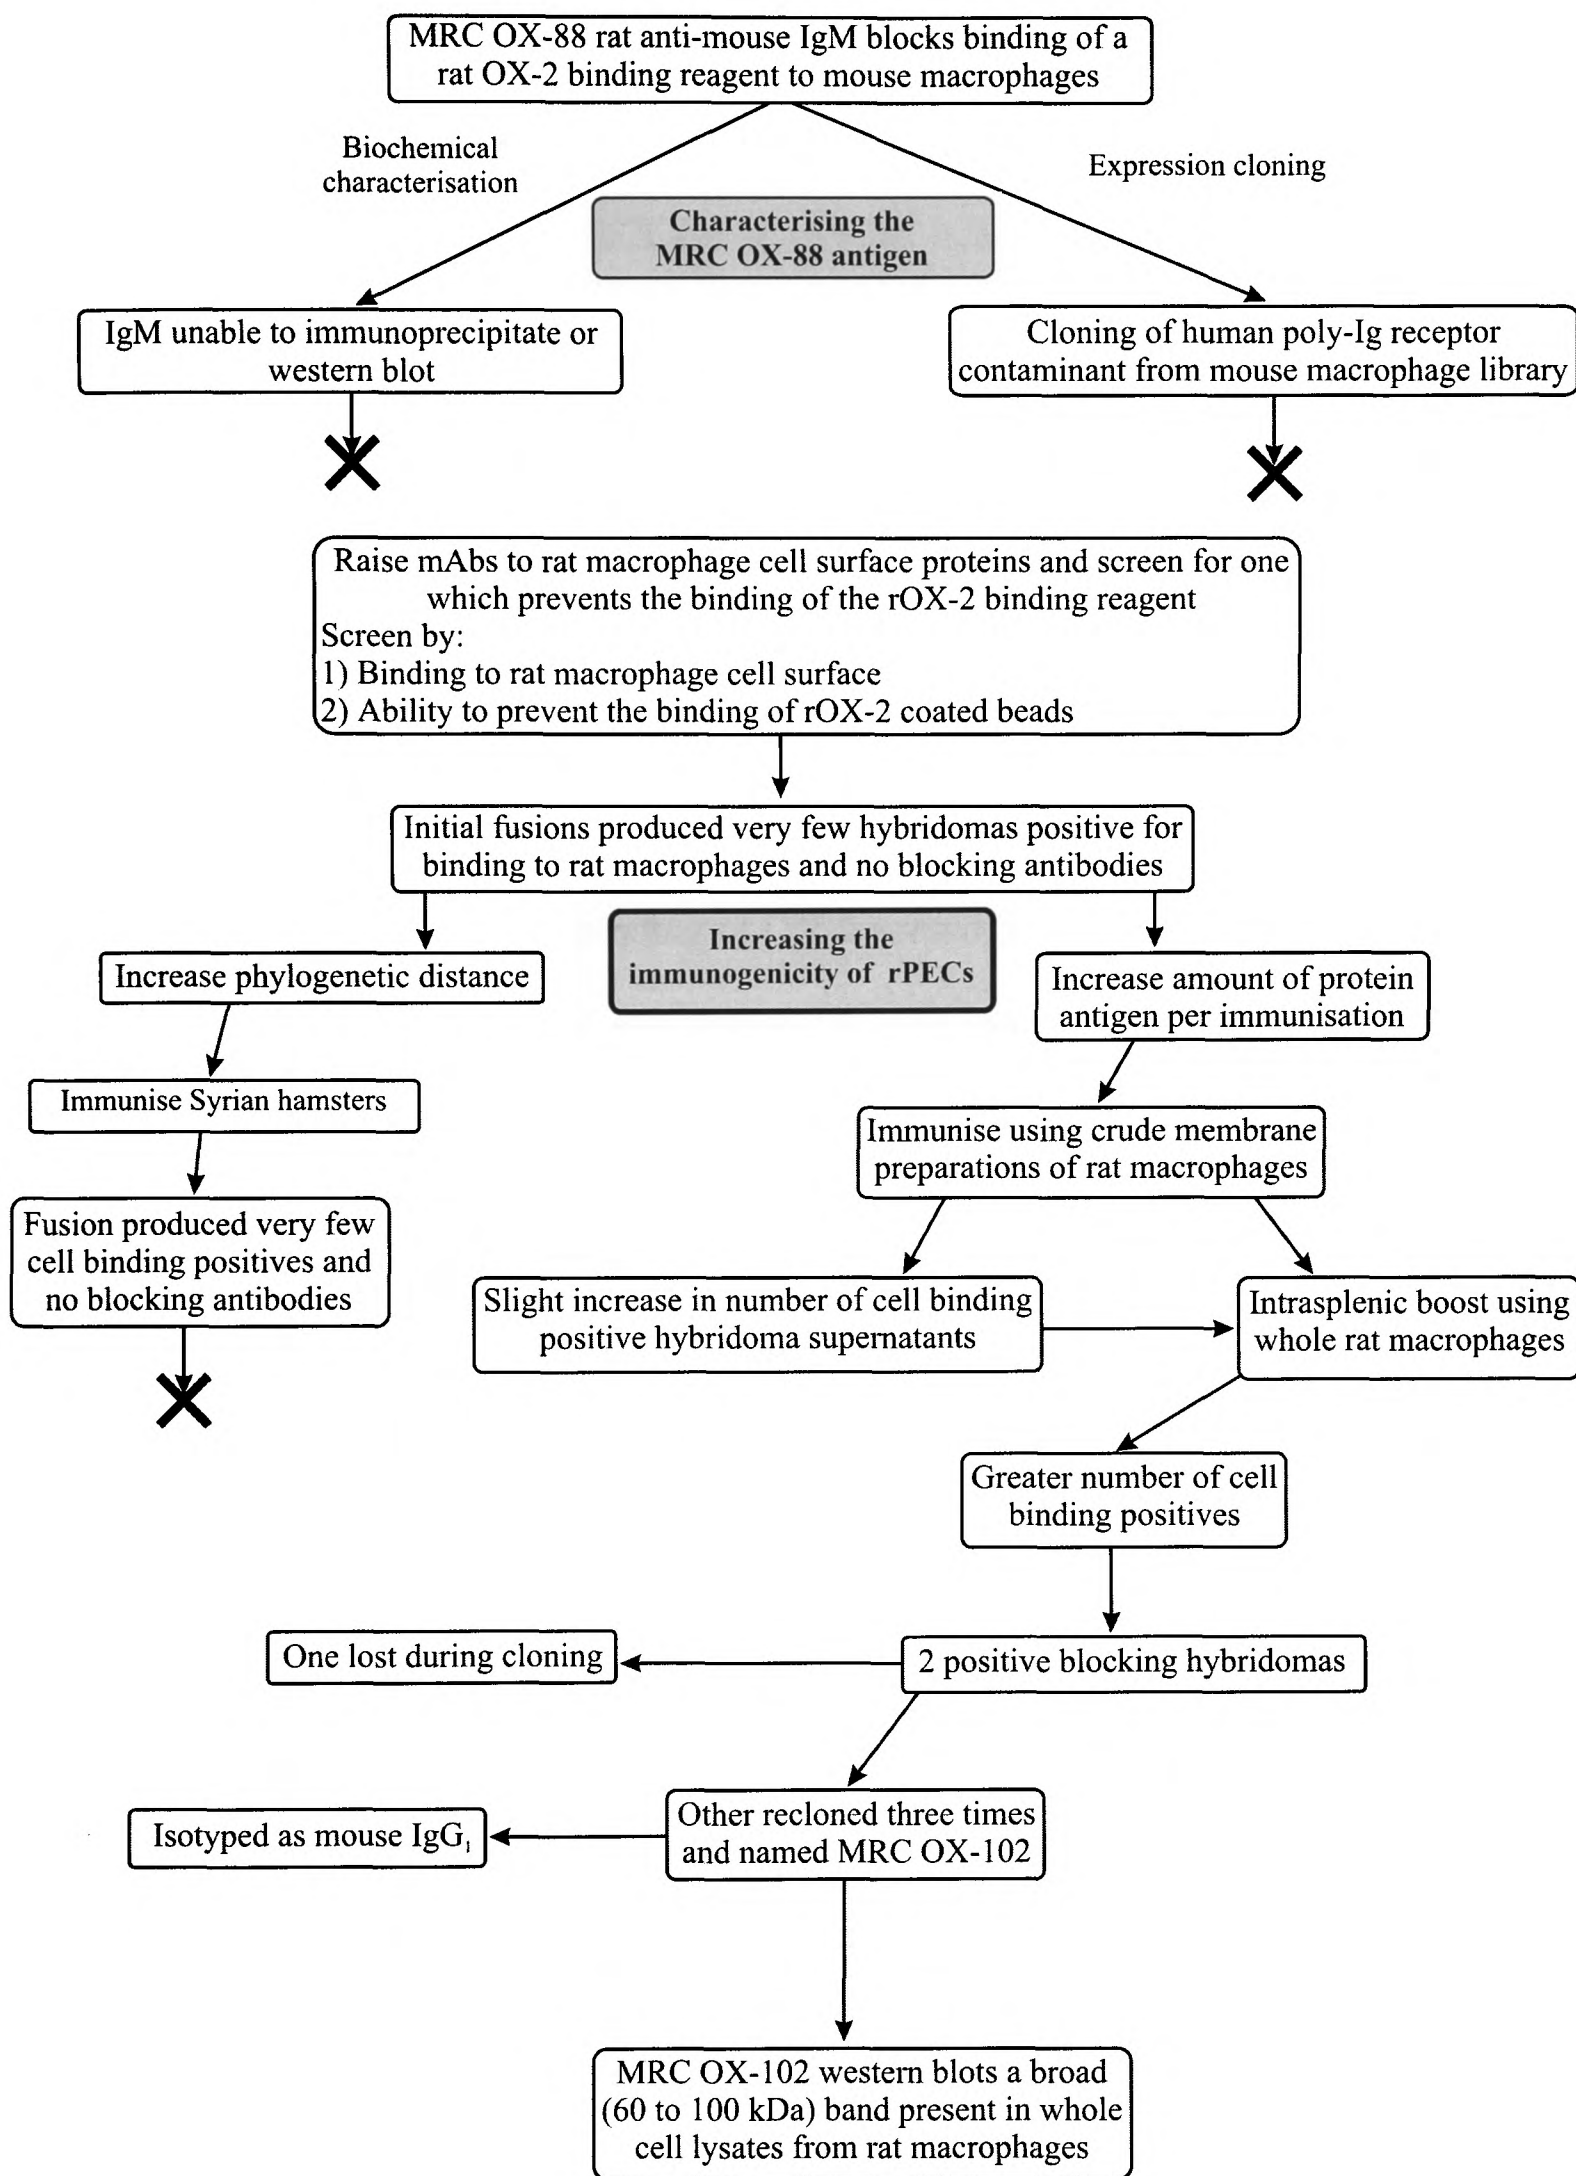 MRC OX-88 rat anti-mouse IgM blocks binding of a
rat OX-2 binding reagent to mouse macrophages
Biochemical
characterisation
Expression cloning
Characterising the
MRC OX-88 antigen
IgM unable to immunoprecipitate or
western blot
Cloning of human poly-Ig receptor
contaminant from mouse macrophage library
Raise mAbs to rat macrophage cell surface proteins and screen for one
which prevents the binding of the rOX-2 binding reagent
Screen by:
1) Binding to rat macrophage cell surface
2) Ability to prevent the binding of rOX-2 coated beads
Initial fusions produced very few hybridomas positive for
binding to rat macrophages and no blocking antibodies
Increasing the
immunogenicity of rPECs
Increase phylogenetic distance
Increase amount of protein
antigen per immunisation
Immunise Syrian hamsters
Immunise using crude membrane
preparations of rat macrophages
Fusion produced very few
cell binding positives and
no blocking antibodies
Slight increase in number of cell binding
positive hybridoma supernatants
Intrasplenic boost using
whole rat macrophages
Greater number of cell
binding positives
One lost during cloning
2 positive blocking hybridomas
Isotyped as mouse IgG₁
Other recloned three times
and named MRC OX-102
MRC OX-102 western blots a broad
(60 to 100 kDa) band present in whole
cell lysates from rat macrophages